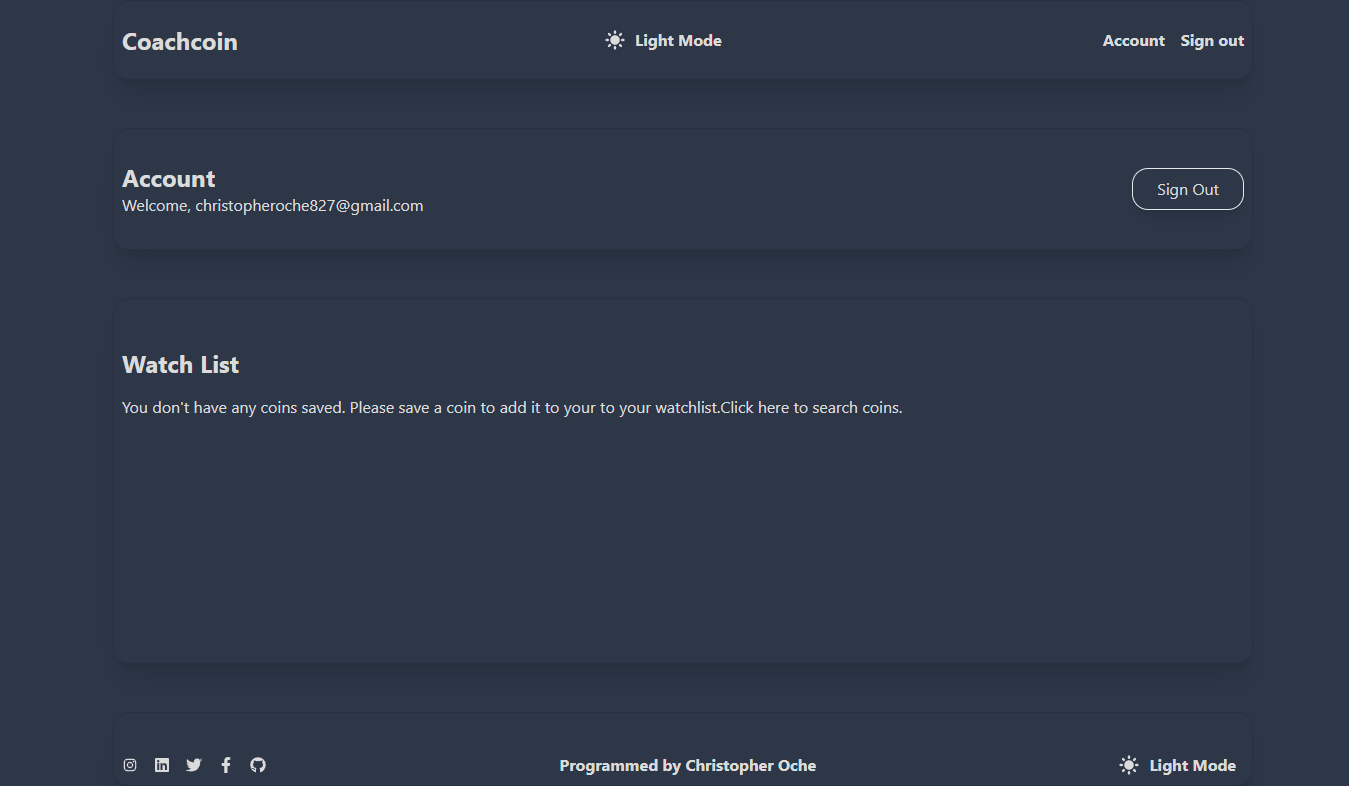 Coachcoin
Light Mode
Account
Sign out
Account
Welcome, christopheroche827@gmail.com
Sign Out
Watch List
You don't have any coins saved. Please save a coin to add it to your to your watchlist.Click here to search coins.
Programmed by Christopher Oche
Light Mode